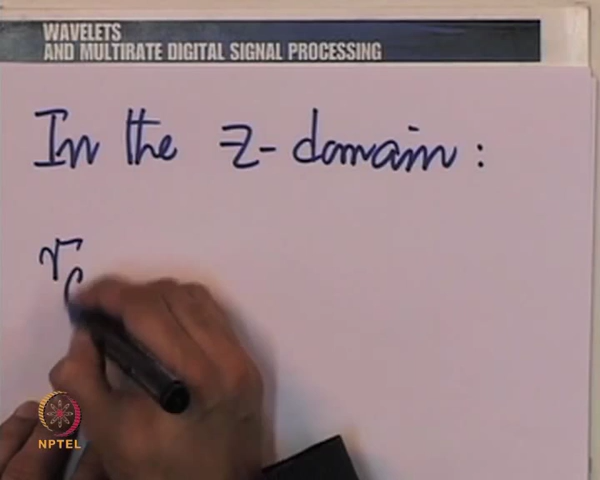 WAVELETS
AND MULTIRATE DIGITAL SIGNAL PROCESSING
In the Z-domain:
NPTEL